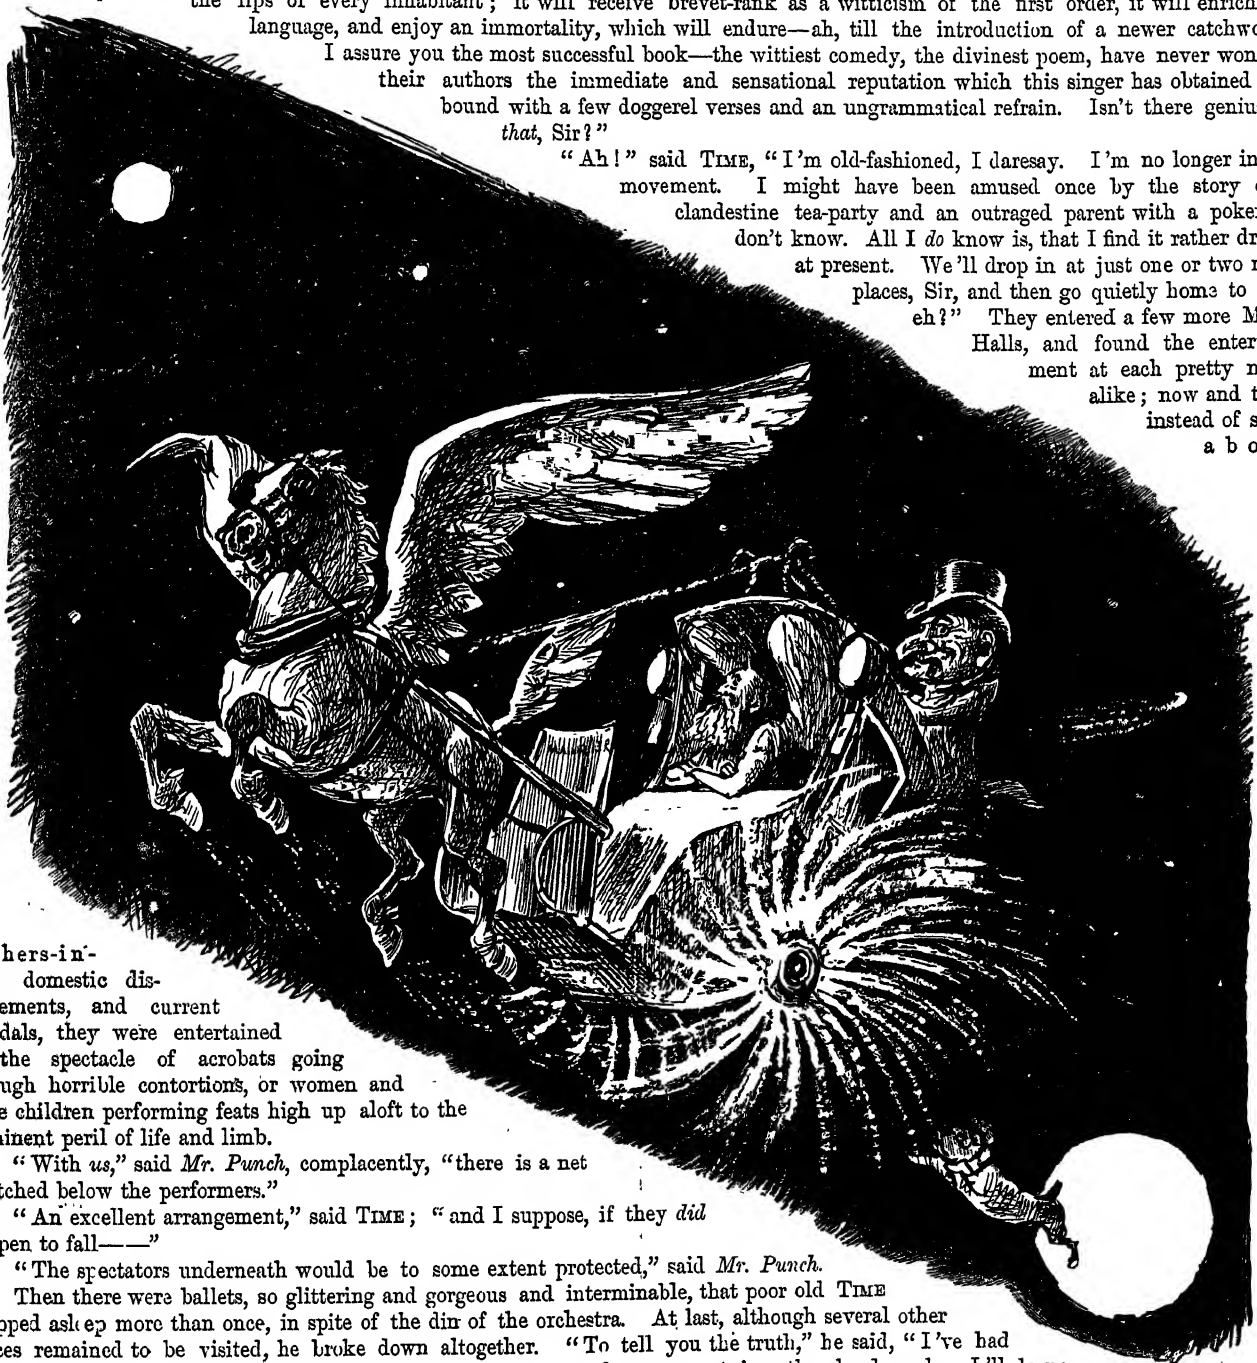 the lips of every inhabitant; it will receive brevet-rank as a witticism of the first order, it will enrich
language, and enjoy an immortality, which will endure—ah, till the introduction of a newer
I assure you the most successful book—the wittiest comedy, the divinest poem, have never won
their authors the immediate and sensational reputation which this singer has obtained
bound with a few doggerel verses and an ungrammatical refrain. Isn't there
that, Sir?"
"Ah!" said TIME, "I'm old-fashioned, I daresay. I'm no longer in
movement. I might have been amused once by the story
clandestine tea-party and an outraged parent with a
don't know. All I do know is, that I find it rather
at present. We'll drop in at just one or two
places, Sir, and then go quietly home to
eh?" They entered a few more
Halls, and found the
ment at each pretty
alike; now and
instead of
hers-in-
domestic dis-
ements, and current
dals, they were entertained
the spectacle of acrobats going
ugh horrible contortions, or women and
children performing feats high up aloft to the
inent peril of life and limb.
"With us," said Mr. Punch, complacently, "there is a net
tched below the performers."
"An excellent arrangement," said TIME; "and I suppose, if they did
pen to fall——"
"The spectators underneath would be to some extent protected," said Mr. Punch.
Then there were ballets, so glittering and gorgeous and interminable, that poor old TIME
pped asleep more than once, in spite of the din of the orchestra. At last, although several other
es remained to be visited, he broke down altogether. "To tell you the truth," he said, "I've had